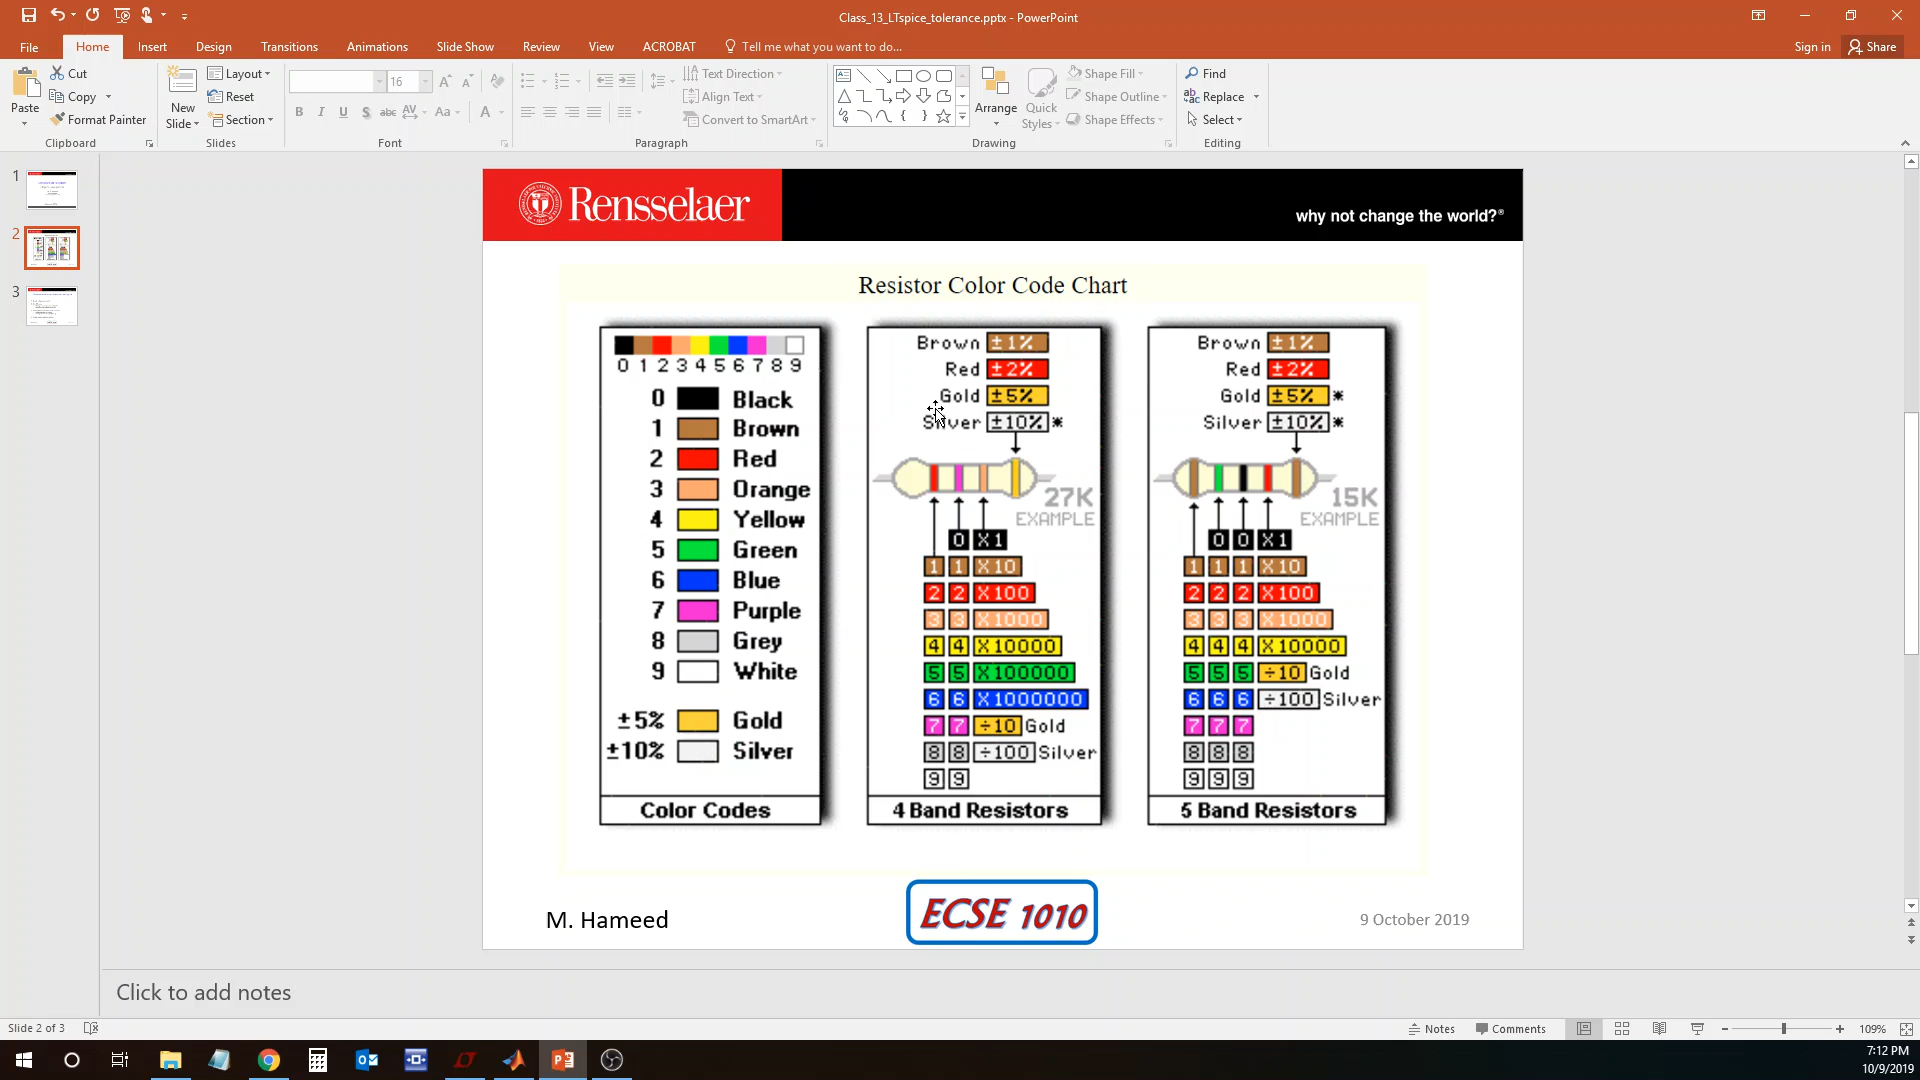 Class_13_LTspice_tolerance.pptx - PowerPoint
File Home Insert Design Transitions Animations Slide Show Review View ACROBAT Tell me what you want to do... Sign in Share
Paste
Cut
Copy
Format Painter
Clipboard
New Slide
Layout
Reset
Section
Slides
16
B I U S abc AV Aa A
Font
Text Direction
Align Text
Convert to SmartArt
Paragraph
Arrange
Quick Styles
Shape Fill
Shape Outline
Shape Effects
Drawing
Find
Replace
Select
Editing
1
2
3
Rensselaer
why not change the world?®
Resistor Color Code Chart
0 1 2 3 4 5 6 7 8 9
0 Black
1 Brown
2 Red
3 Orange
4 Yellow
5 Green
6 Blue
7 Purple
8 Grey
9 White
±5% Gold
±10% Silver
Color Codes
Brown ±1%
Red ±2%
Gold ±5%
Silver ±10% *
27K
EXAMPLE
0 X1
1 1 X10
2 2 X100
3 3 X1000
4 4 X10000
5 5 X100000
6 6 X1000000
7 7 ÷10 Gold
8 8 ÷100 Silver
9 9
4 Band Resistors
Brown ±1%
Red ±2%
Gold ±5% *
Silver ±10% *
15K
EXAMPLE
0 0 X1
1 1 1 X10
2 2 2 X100
3 3 3 X1000
4 4 4 X10000
5 5 5 ÷10 Gold
6 6 6 ÷100 Silver
7 7 7
8 8 8
9 9 9
5 Band Resistors
M. Hameed
ECSE 1010
9 October 2019
Click to add notes
Slide 2 of 3
Notes Comments 109%
7:12 PM
10/9/2019